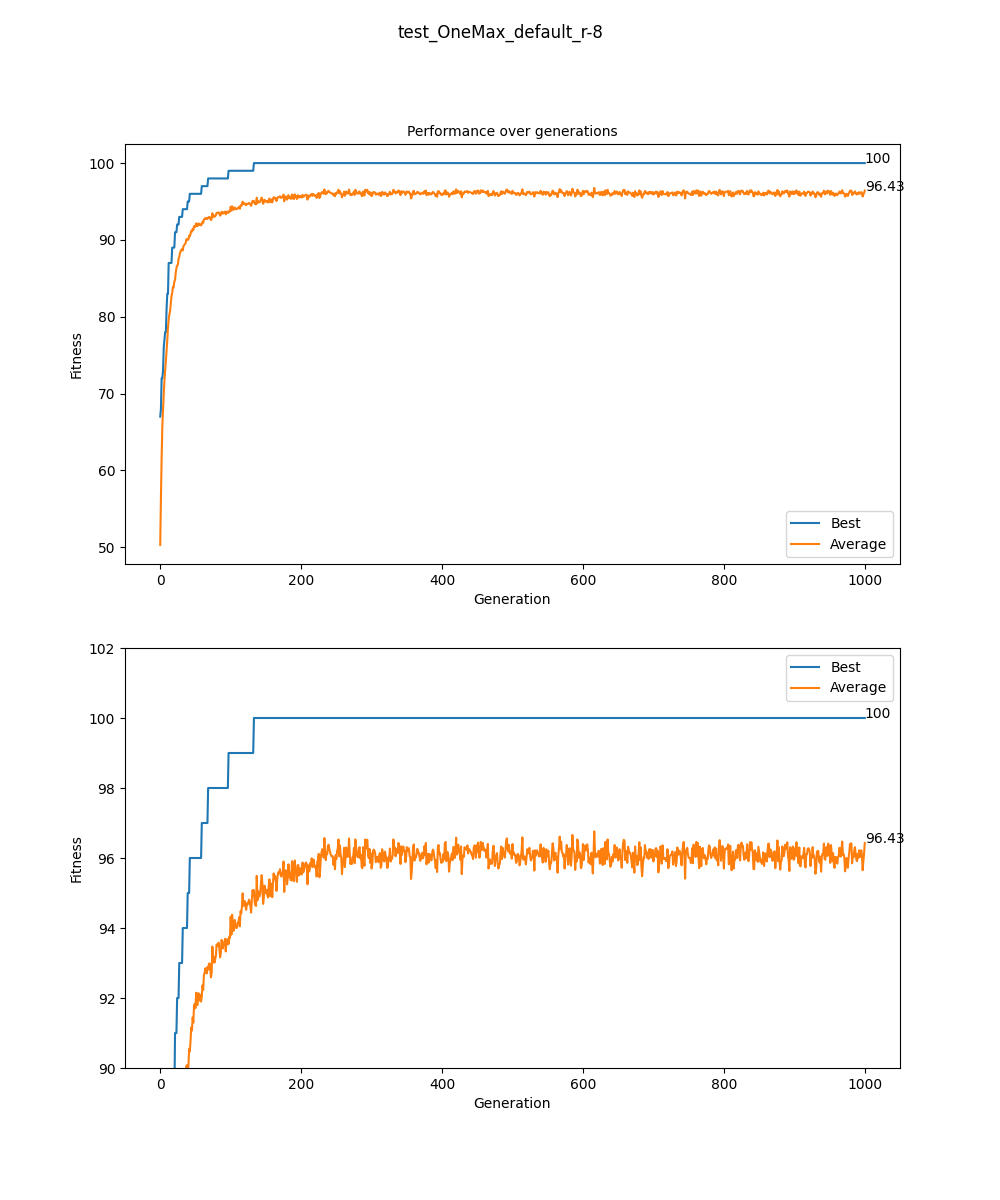 test_OneMax_default_r-8
Performance over generations
100
96.43
100
90
80
70
60
50
Fitness
Best
Average
0 200 400 600 800 1000
Generation
102
100
98
96
94
92
90
Fitness
Best
Average
100
96.43
0 200 400 600 800 1000
Generation